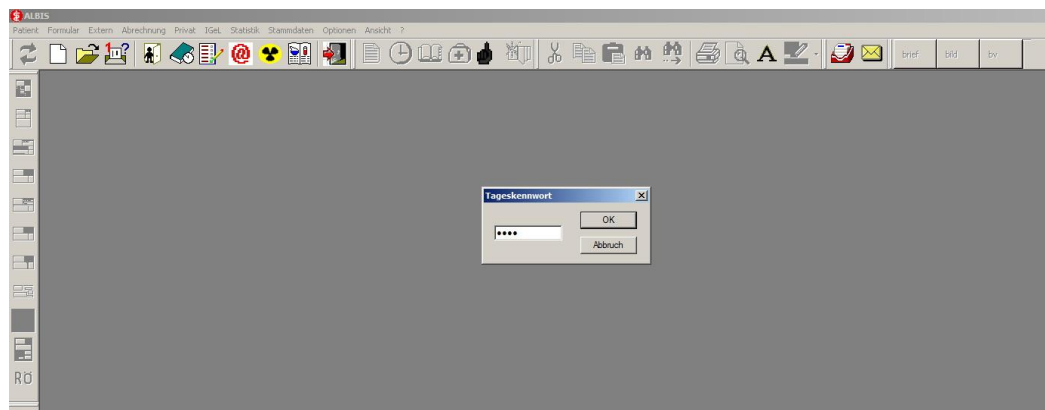 ALBIS
Patient Formular Extern Abrechnung Privat IGeL Statistik Stammdaten Optionen Ansicht ?
brief bild bv
Tageskennwort
OK
••••
Abbruch
RÖ